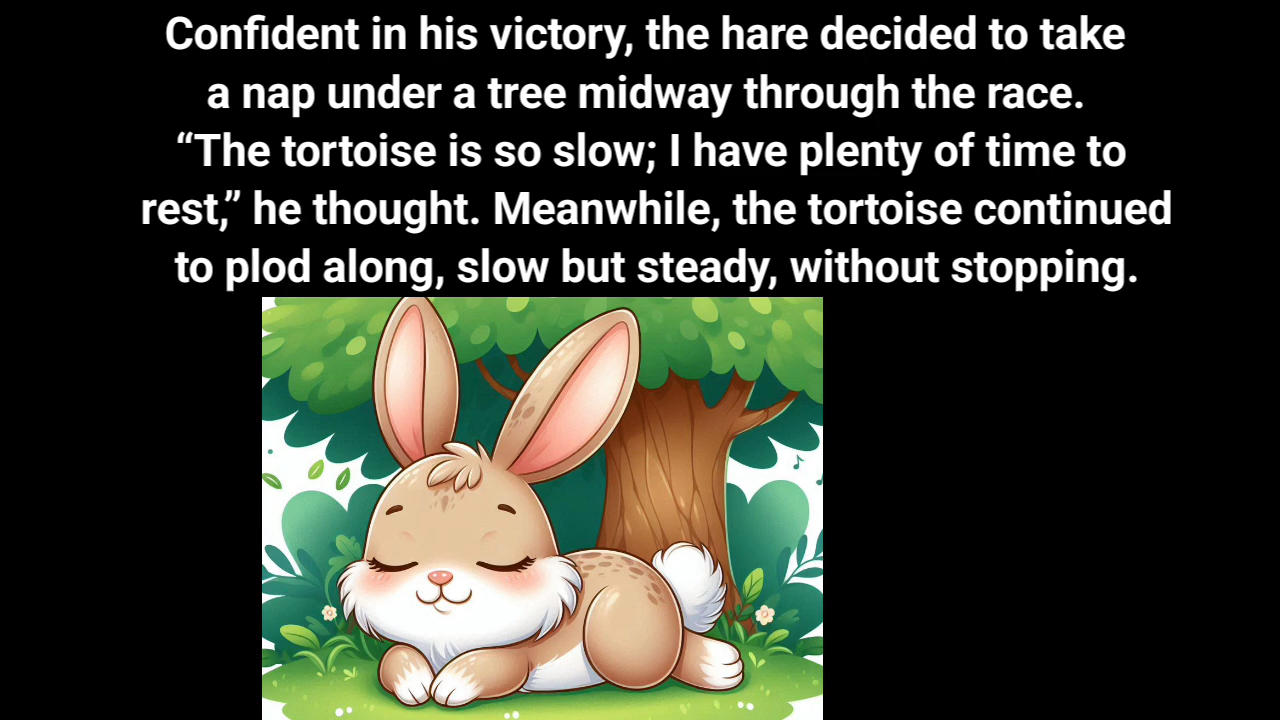 Confident in his victory, the hare decided to take
a nap under a tree midway through the race.
“The tortoise is so slow; I have plenty of time to
rest,” he thought. Meanwhile, the tortoise continued
to plod along, slow but steady, without stopping.